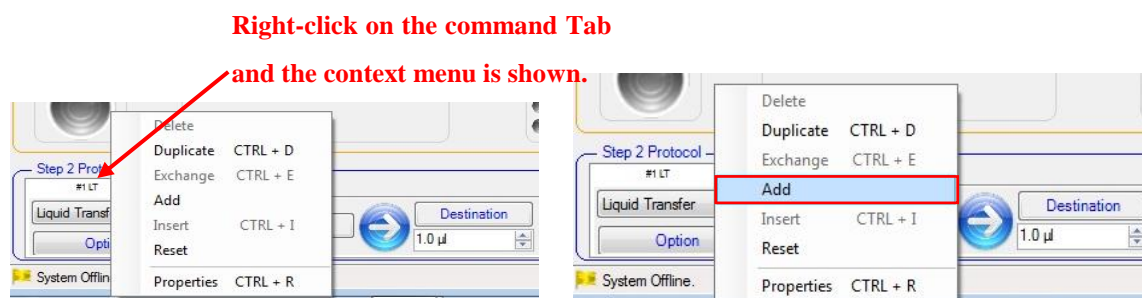 Right-click on the command Tab
and the context menu is shown.
Delete
Duplicate CTRL + D
Exchange CTRL + E
Add
Insert CTRL + I
Reset
Properties CTRL + R
Step 2 Prot
#1 LT
Liquid Transf
Opti
Destination
1.0 µl
System Offlin
Delete
Duplicate CTRL + D
Exchange CTRL + E
Add
Insert CTRL + I
Reset
Properties CTRL + R
Step 2 Protocol
#1 LT
Liquid Transfer
Option
Destination
1.0 µl
System Offline.